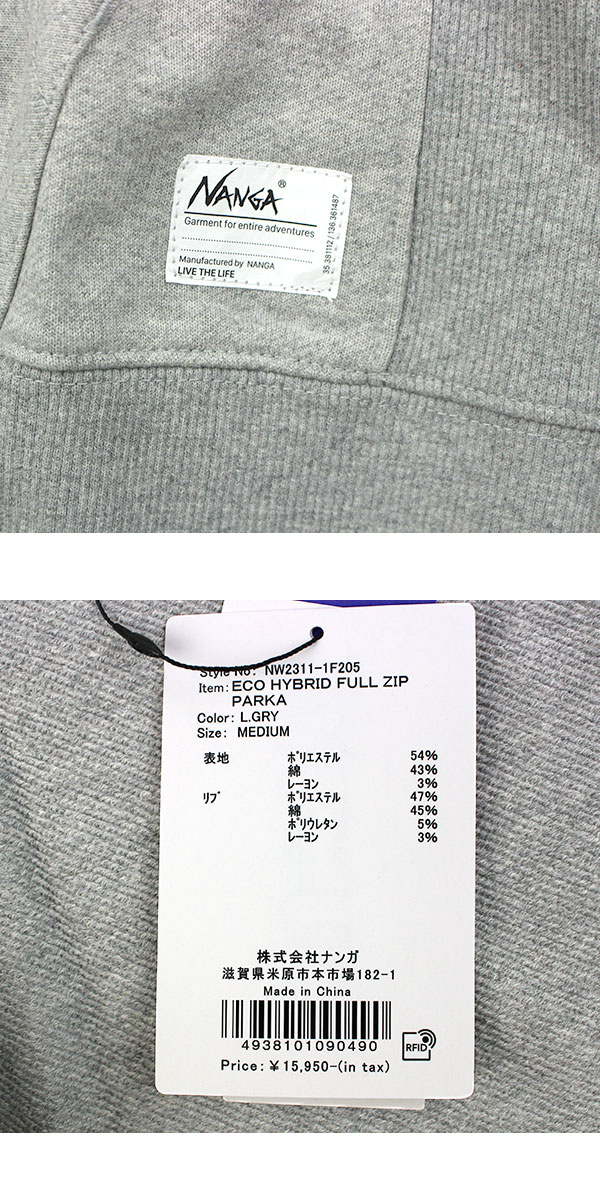 NANGA®
Garment for entire adventures
Manufactured by NANGA
LIVE THE LIFE
35.381112 / 136.361487
Style No: NW2311-1F205
Item: ECO HYBRID FULL ZIP
PARKA
Color: L.GRY
Size: MEDIUM
表地 ﾎﾟﾘｴｽﾃﾙ 54%
綿 43%
ﾚｰﾖﾝ 3%
ﾘﾌﾞ ﾎﾟﾘｴｽﾃﾙ 47%
綿 45%
ﾎﾟﾘｳﾚﾀﾝ 5%
ﾚｰﾖﾝ 3%
株式会社ナンガ
滋賀県米原市本市場182-1
Made in China
4938101090490
RFID
Price: ¥15,950-(in tax)